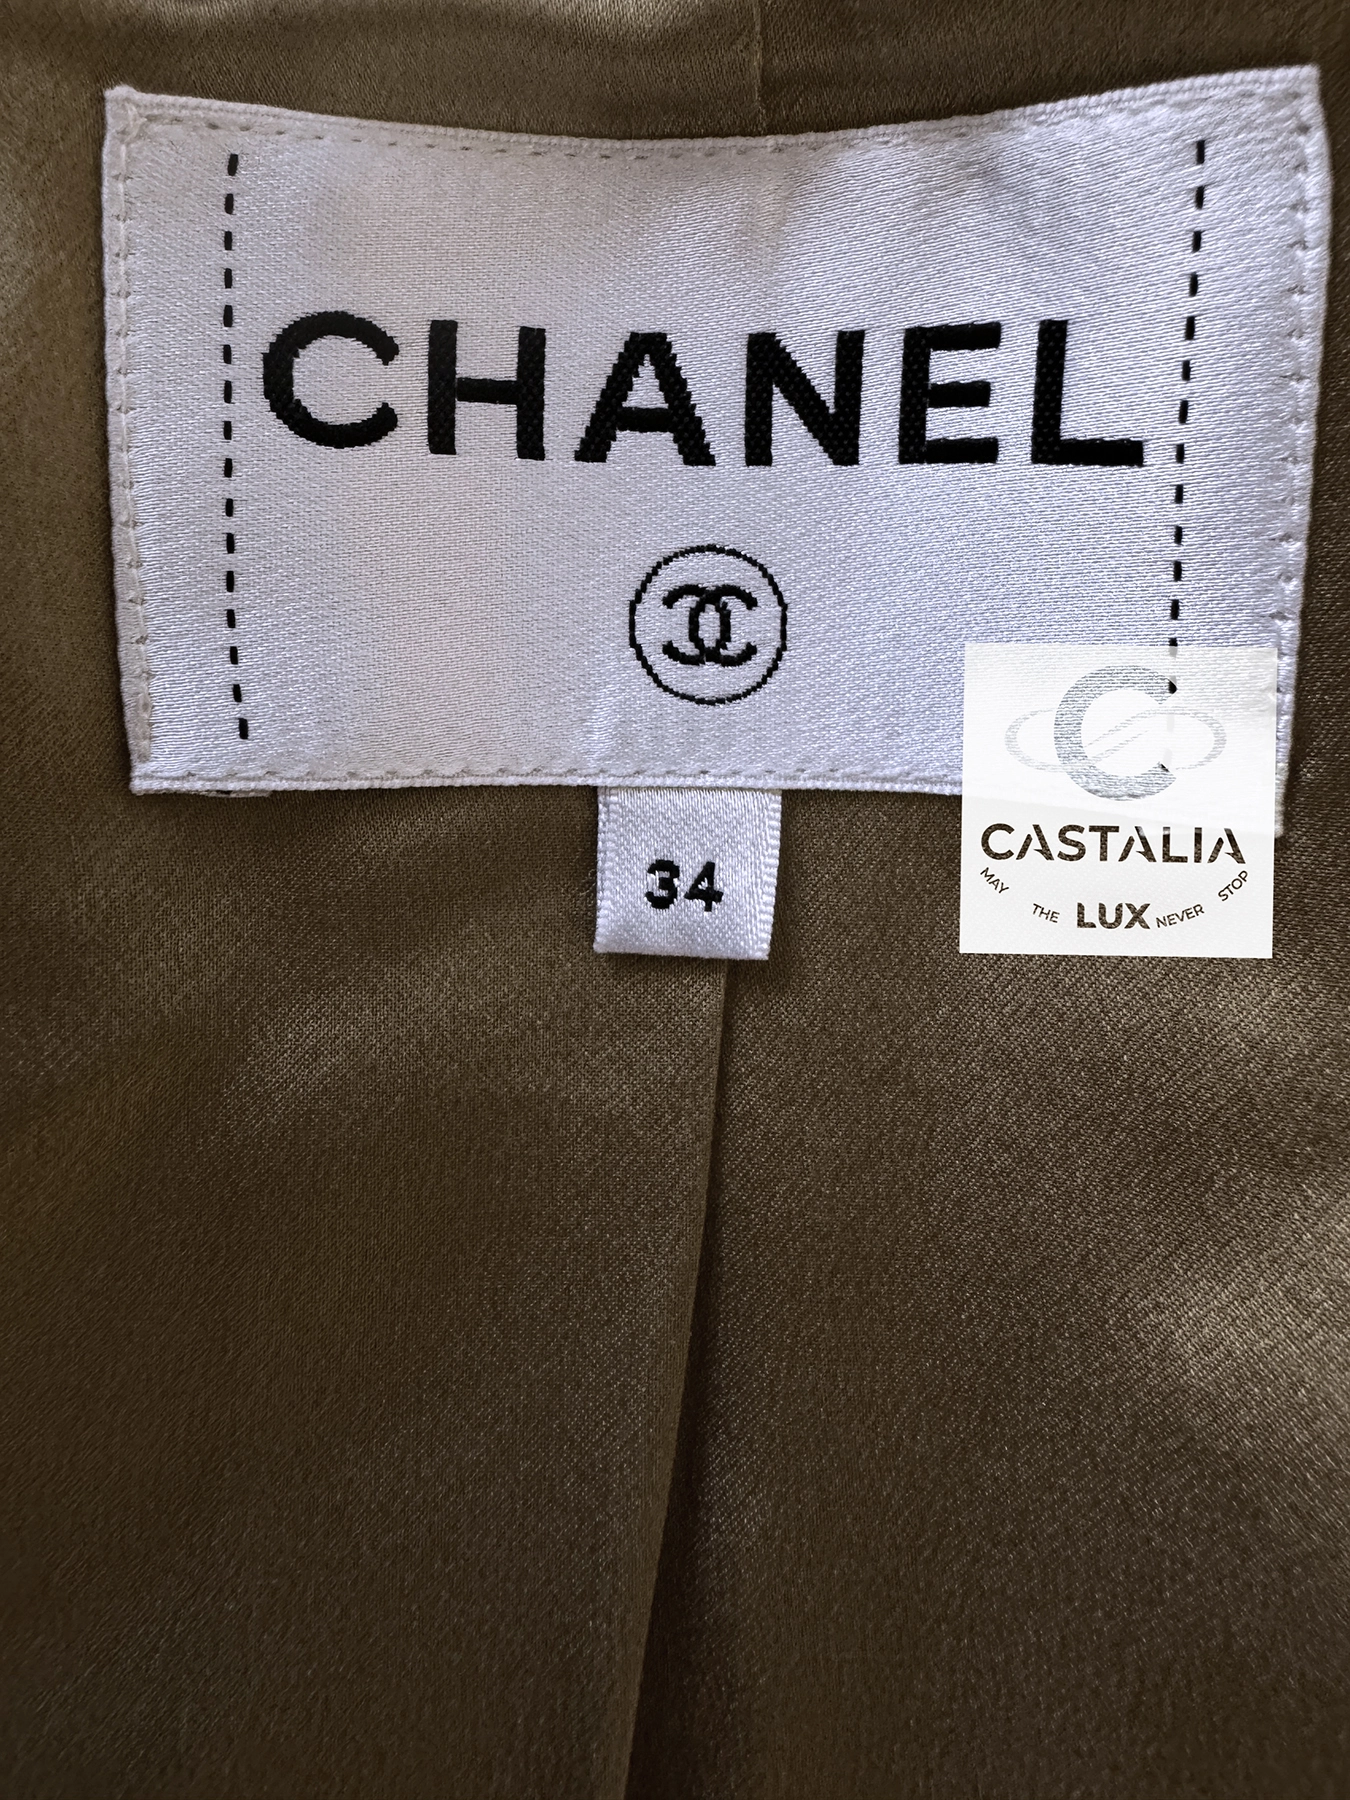 CHANEL
34
CASTALIA
MAY THE LUX NEVER STOP